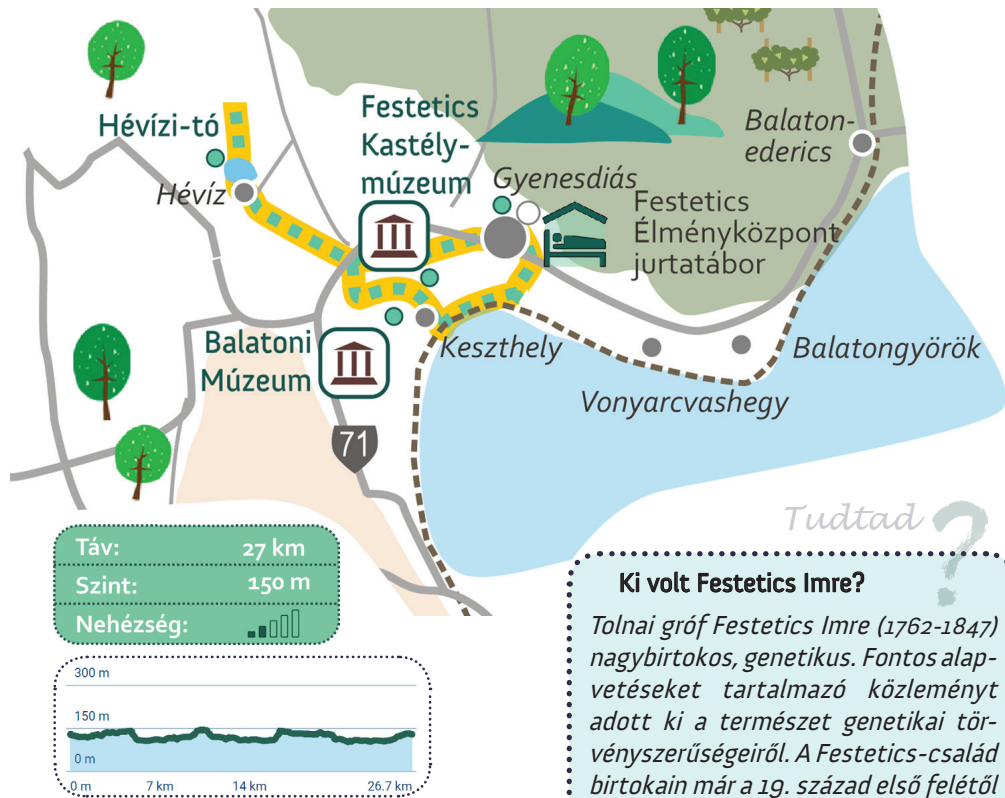 Hévízi-tó
Hévíz
Festetics
Kastély-
múzeum
Gyenesdiás
Festetics
Élményközpont
jurtatábor
Balaton-
ederics
Balatoni
Múzeum
Keszthely
Vonyarcvashegy
Balatongyörök
71
Táv: 27 km
Szint: 150 m
Nehézség:
300 m
150 m
0 m
0 m 7 km 14 km 26.7 km
Tudtad ?
Ki volt Festetics Imre?
Tolnai gróf Festetics Imre (1762-1847)
nagybirtokos, genetikus. Fontos alap-
vetéseket tartalmazó közleményt
adott ki a természet genetikai tör-
vényszerűségeiről. A Festetics-család
birtokain már a 19. század első felétől